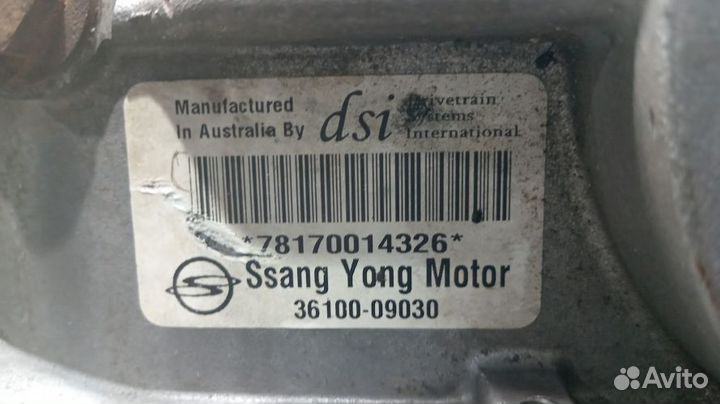 Manufactured
In Australia By
dsi
Drivetrain
Systems
International
*78170014326*
Ssang Yong Motor
36100-09030
Avito